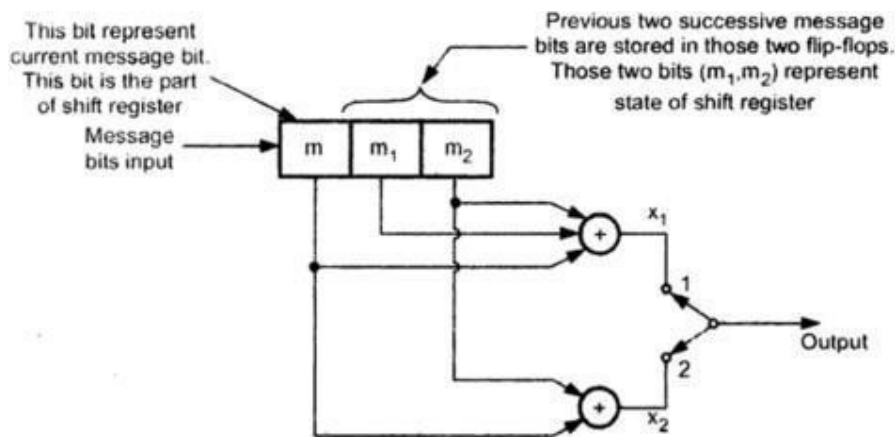 This bit represent
current message bit.
This bit is the part
of shift register
Previous two successive message
bits are stored in those two flip-flops.
Those two bits (m₁,m₂) represent
state of shift register
Message
bits input
m m₁ m₂
+ x₁
1
Output
2
+ x₂